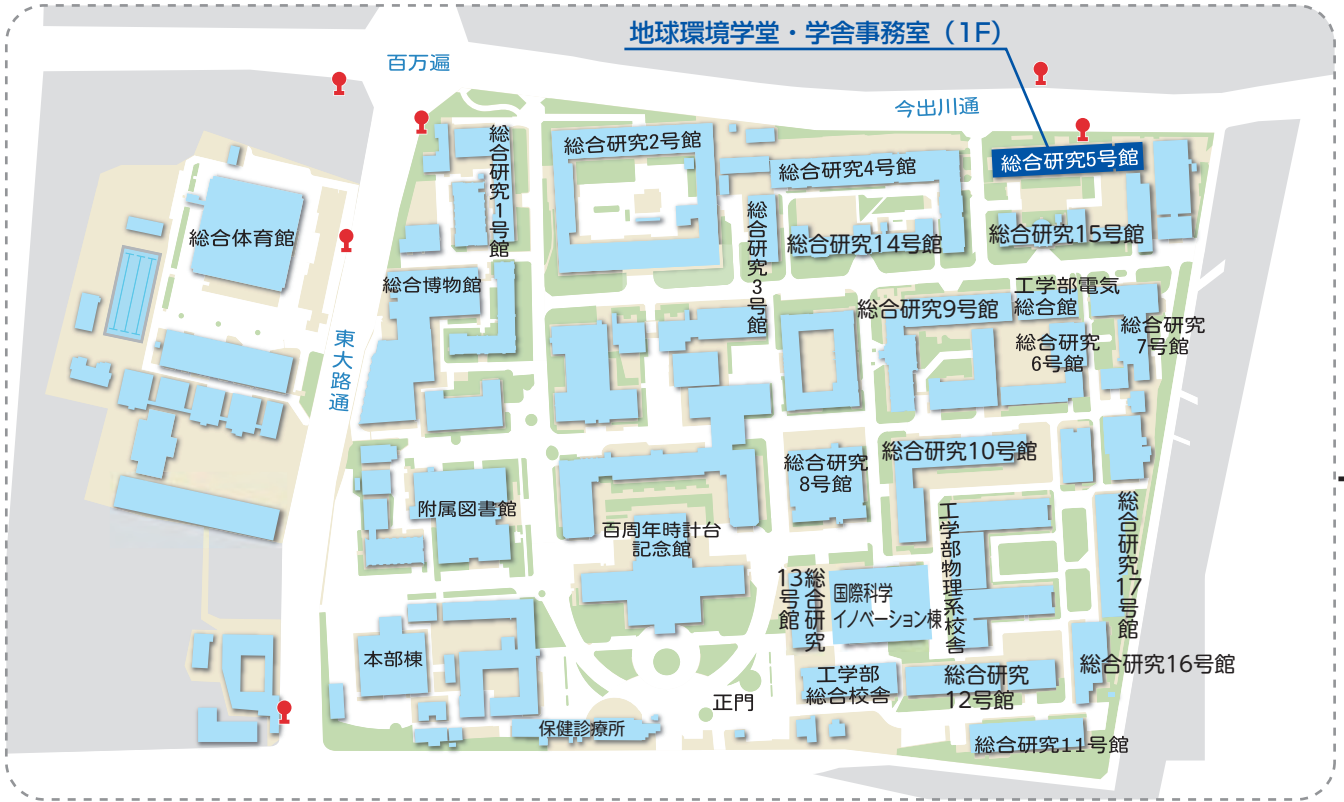 地球環境学堂・学舎事務室（1F）
百万遍
今出川通
総合研究1号館
総合研究2号館
総合研究4号館
総合研究5号館
総合体育館
総合研究3号館
総合研究14号館
総合研究15号館
総合博物館
工学部電気
総合館
総合研究9号館
総合研究
7号館
総合研究
6号館
東大路通
総合研究10号館
総合研究
8号館
附属図書館
百周年時計台
記念館
工学部物理系校舎
総合研究17号館
総合研究
13号館
国際科学
イノベーション棟
本部棟
総合研究16号館
工学部
総合校舎
総合研究
12号館
正門
保健診療所
総合研究11号館